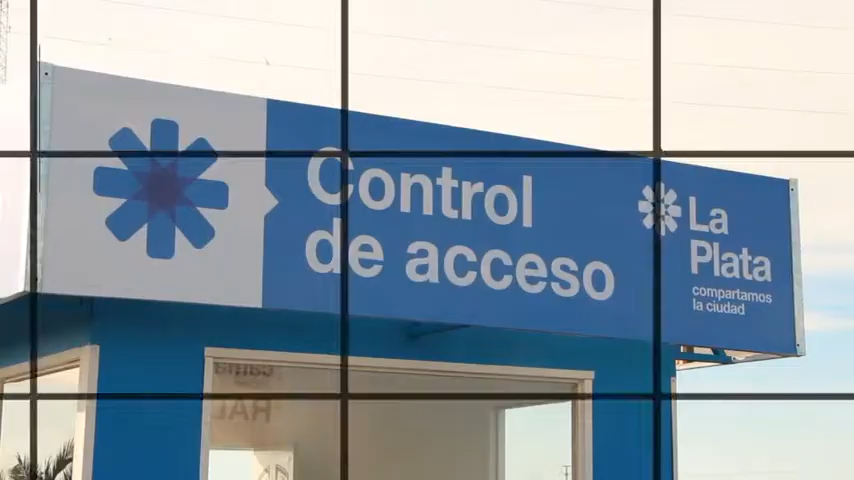 Control
de acceso
La
Plata
compartamos
la ciudad